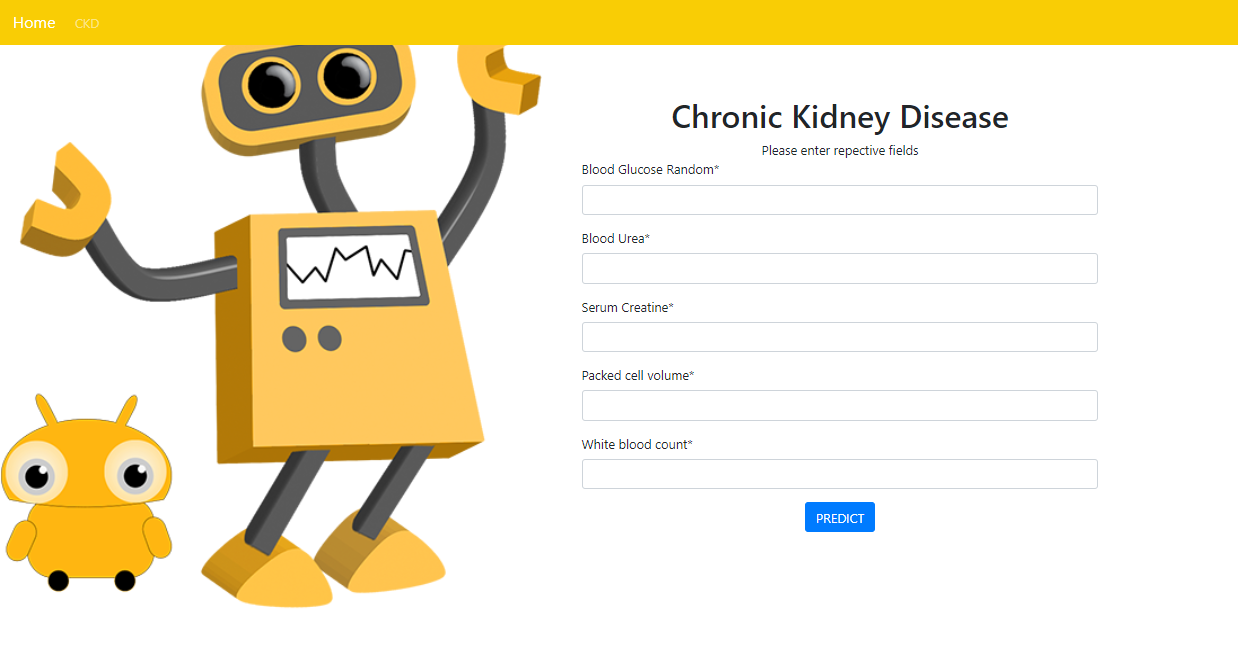 Home CKD
Chronic Kidney Disease
Please enter repective fields
Blood Glucose Random*
Blood Urea*
Serum Creatine*
Packed cell volume*
White blood count*
PREDICT